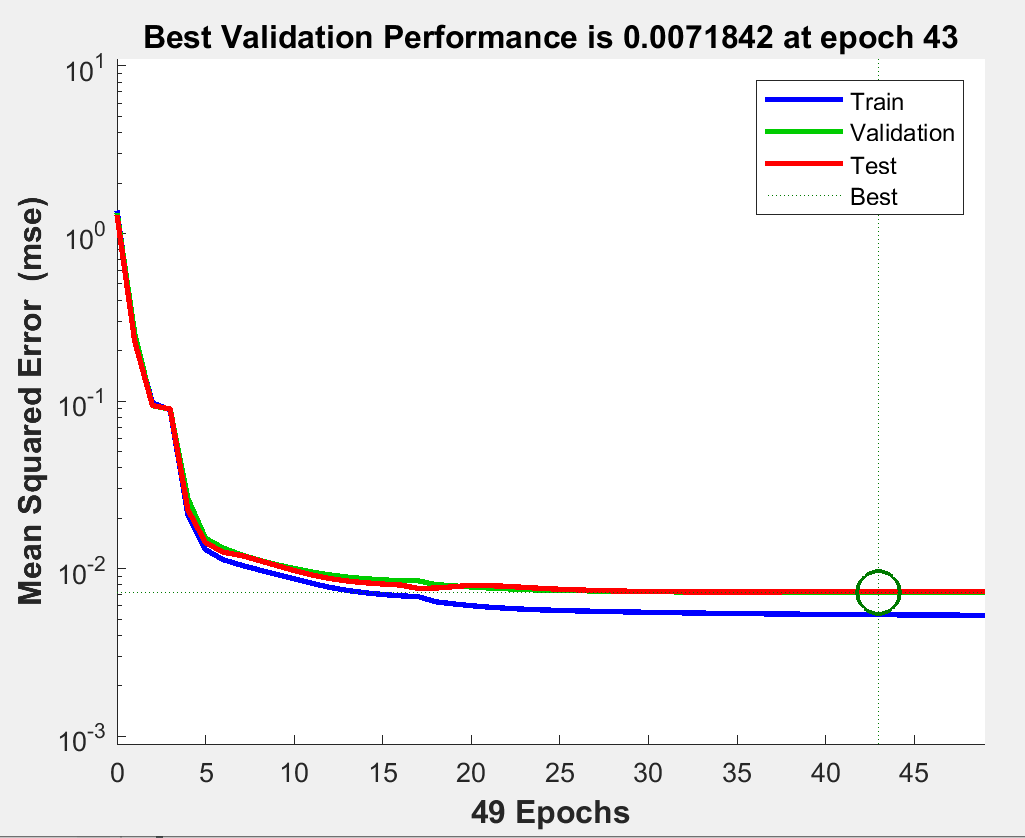 Best Validation Performance is 0.0071842 at epoch 43
Train
Validation
Test
Best
Mean Squared Error (mse)
10^1
10^0
10^-1
10^-2
10^-3
0 5 10 15 20 25 30 35 40 45
49 Epochs